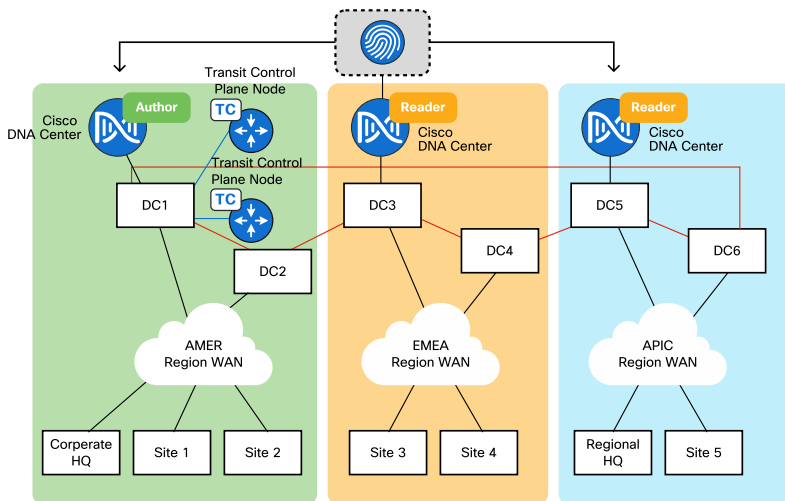 Transit Control
Plane Node
TC
Author
Cisco
DNA Center
Transit Control
Plane Node
TC
DC1
DC2
AMER
Region WAN
Corperate
HQ
Site 1
Site 2
Reader
Cisco
DNA Center
DC3
DC4
EMEA
Region WAN
Site 3
Site 4
Reader
Cisco
DNA Center
DC5
DC6
APIC
Region WAN
Regional
HQ
Site 5